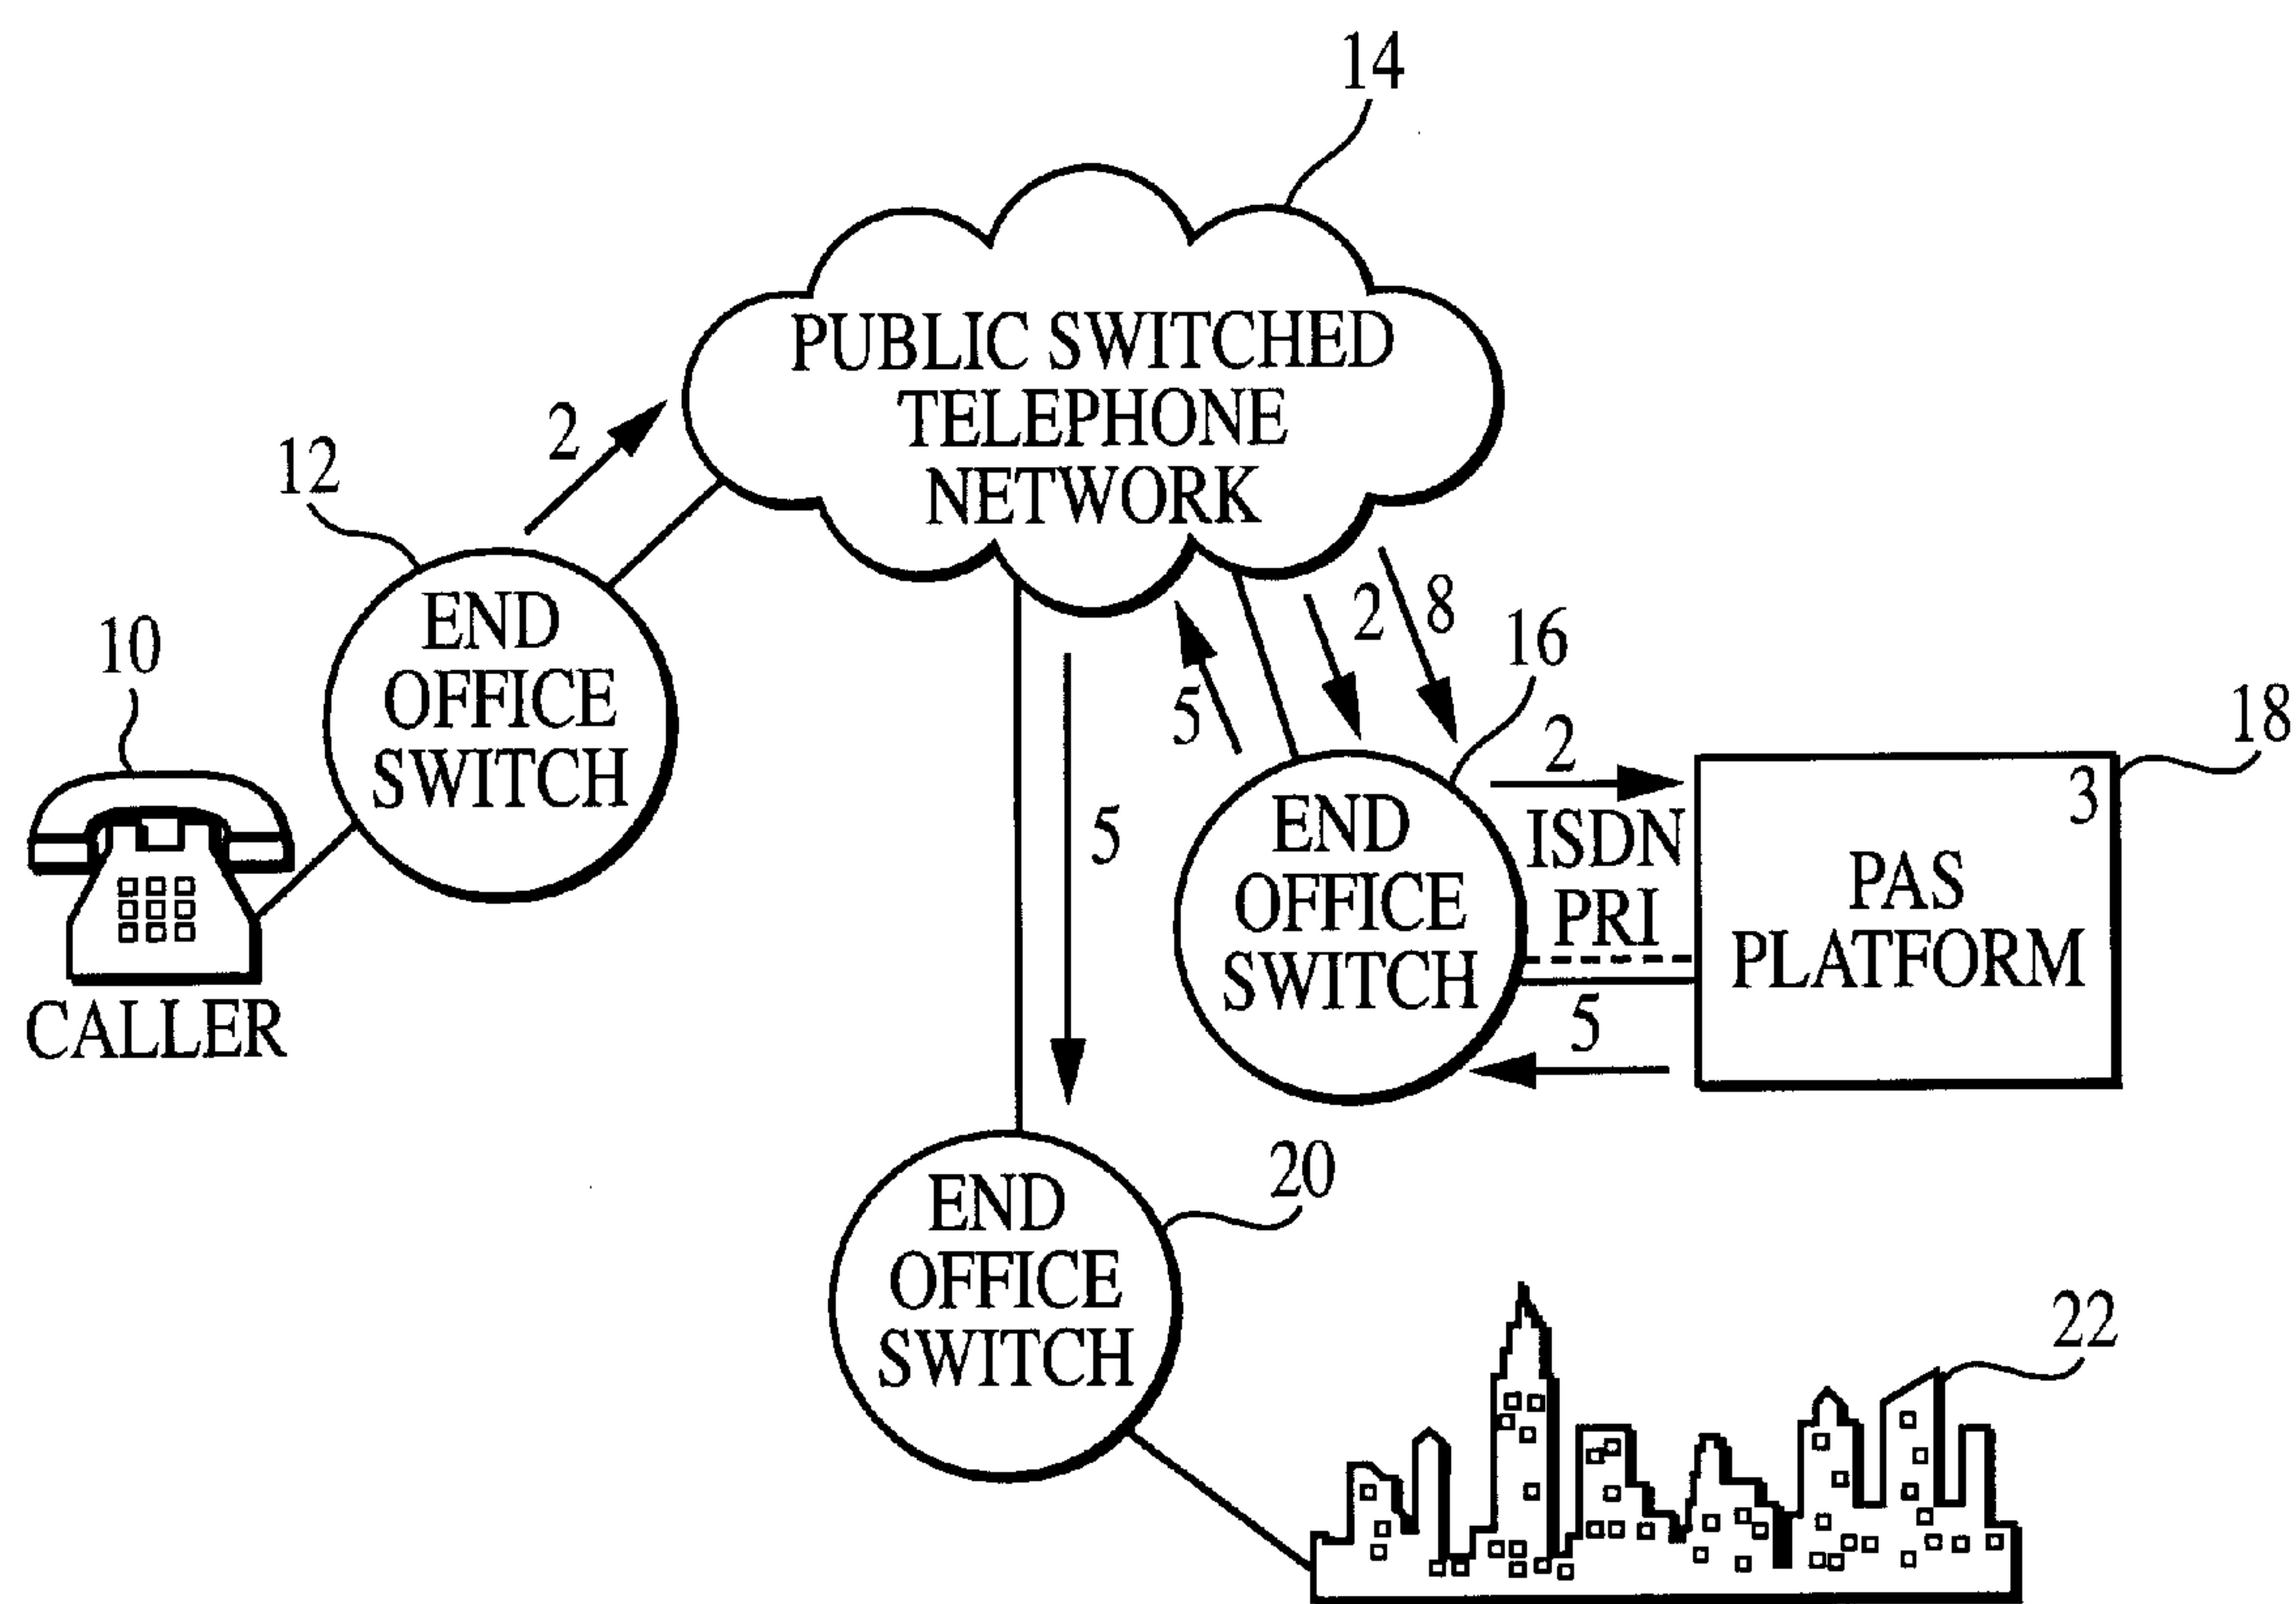 14
PUBLIC SWITCHED
TELEPHONE
NETWORK
2
12
END
OFFICE
SWITCH
10
CALLER
5
5
2
8
16
END
OFFICE
SWITCH
2
ISDN
PRI
5
18
3
PAS
PLATFORM
20
END
OFFICE
SWITCH
22